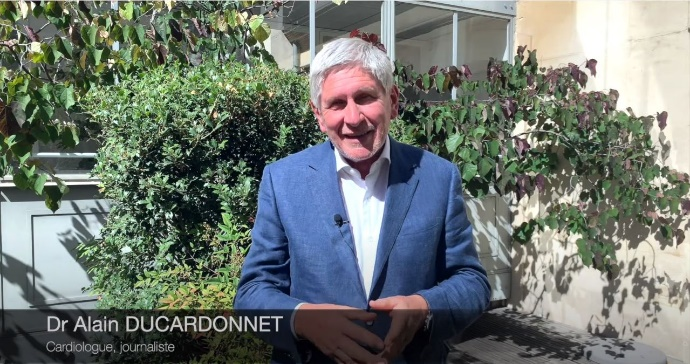 Dr Alain DUCARDONNET
Cardiologue, journaliste